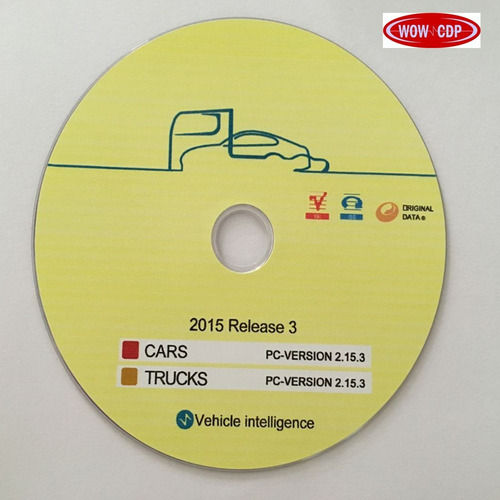 WOW CDP
ORIGINAL
DATA ®
2015 Release 3
CARS PC-VERSION 2.15.3
TRUCKS PC-VERSION 2.15.3
Vehicle intelligence